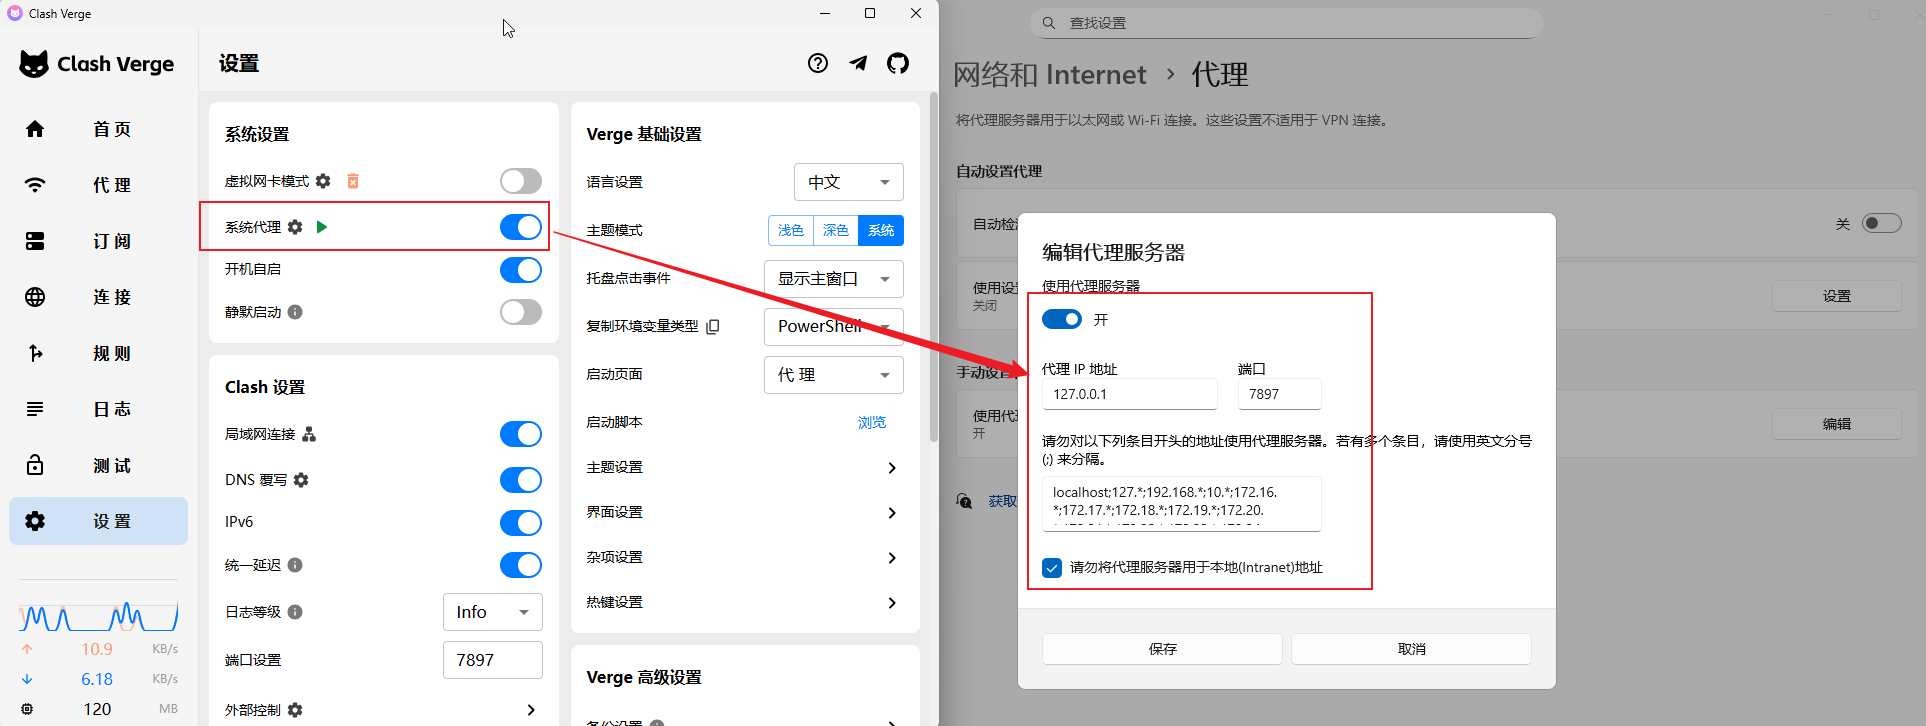 Clash Verge
Clash Verge
首 页
代 理
订 阅
连 接
规 则
日 志
测 试
设 置
10.9 KB/s
6.18 KB/s
120 MB
设置
系统设置
虚拟网卡模式
系统代理
开机自启
静默启动
Clash 设置
局域网连接
DNS 覆写
IPv6
统一延迟
日志等级 Info
端口设置 7897
外部控制
Verge 基础设置
语言设置 中文
主题模式 浅色 深色 系统
托盘点击事件 显示主窗口
复制环境变量类型 PowerShell
启动页面 代 理
启动脚本 浏览
主题设置
界面设置
杂项设置
热键设置
Verge 高级设置
备份设置
查找设置
网络和 Internet › 代理
将代理服务器用于以太网或 Wi-Fi 连接。这些设置不适用于 VPN 连接。
自动设置代理
自动检 关
使用设
关闭
设置
手动设置
使用代
开
编辑
获取
编辑代理服务器
使用代理服务器
开
代理 IP 地址 端口
127.0.0.1 7897
请勿对以下列条目开头的地址使用代理服务器。若有多个条目，请使用英文分号
(;) 来分隔。
localhost;127.*;192.168.*;10.*;172.16.
*;172.17.*;172.18.*;172.19.*;172.20.
请勿将代理服务器用于本地(Intranet)地址
保存 取消